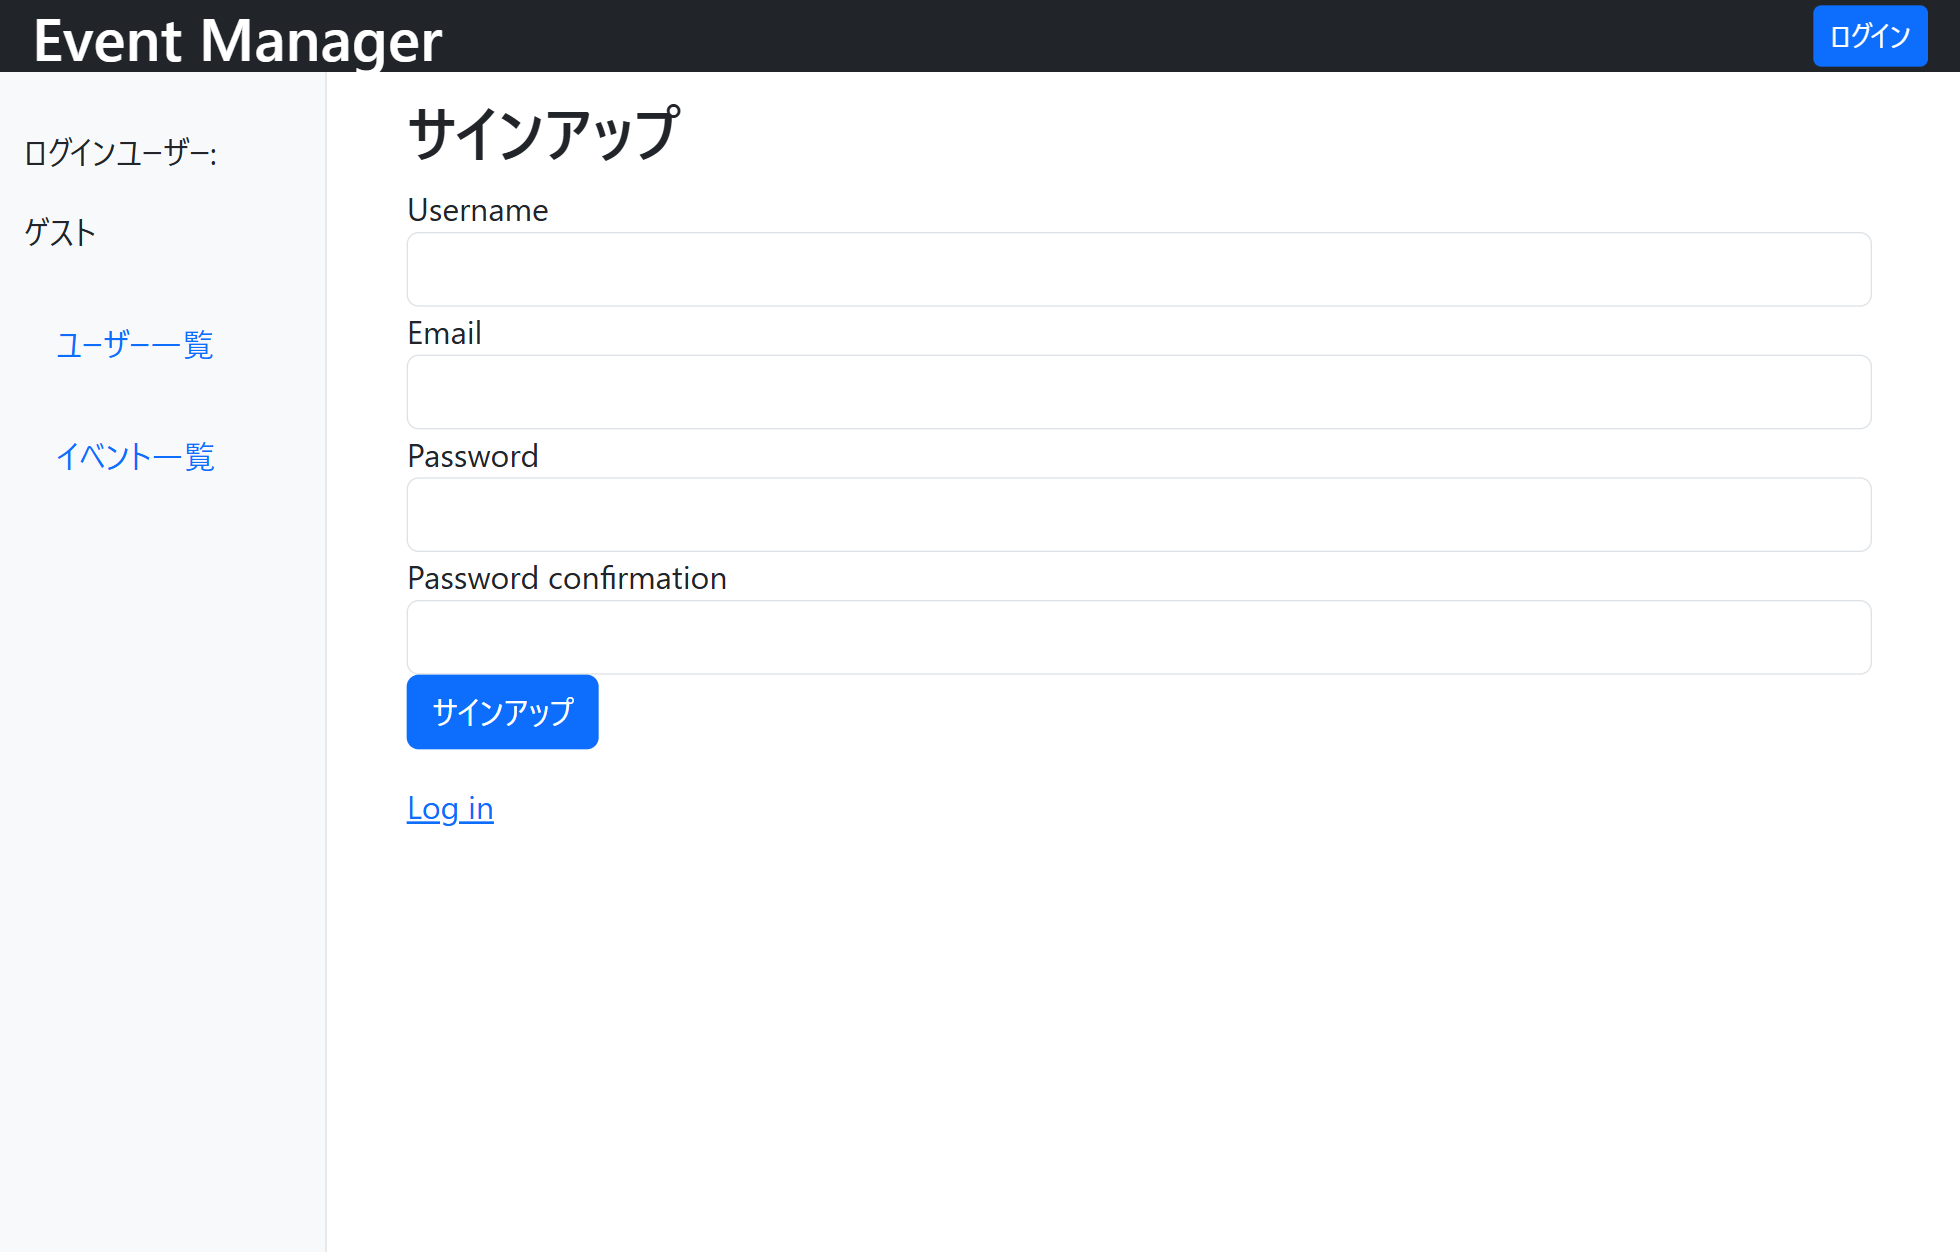 Event Manager
ログイン
ログインユーザー:
ゲスト
ユーザー一覧
イベント一覧
サインアップ
Username
Email
Password
Password confirmation
サインアップ
Log in